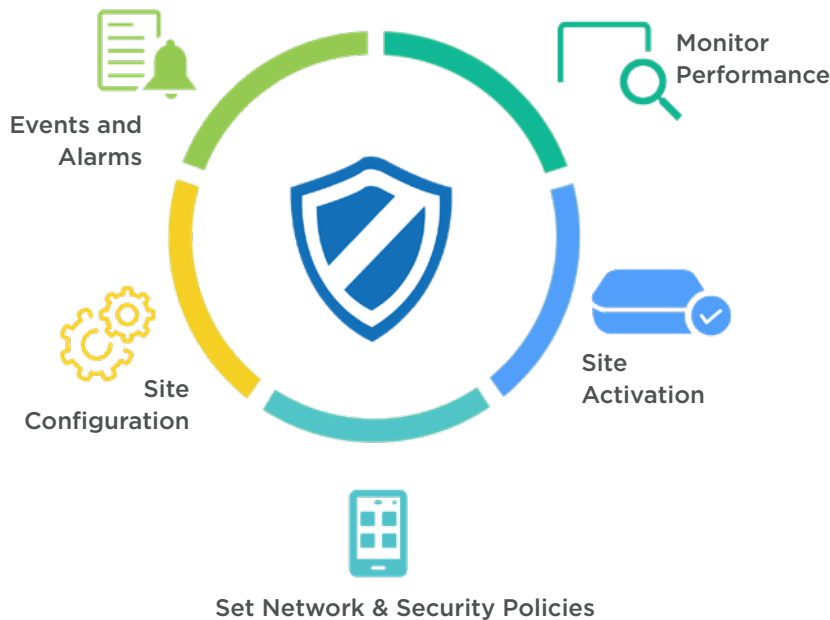 Monitor
Performance
Events and
Alarms
Site
Activation
Site
Configuration
Set Network & Security Policies